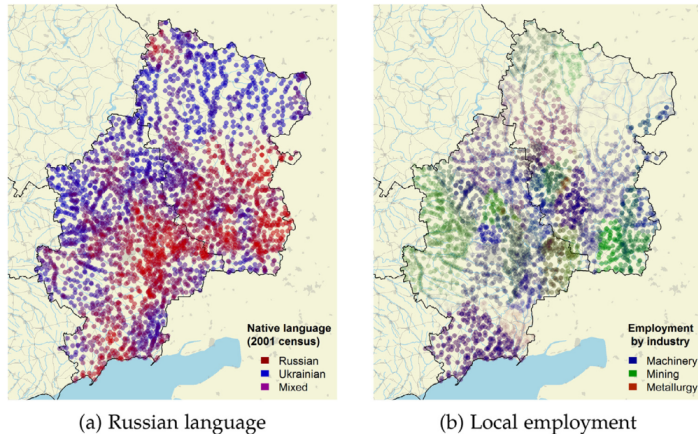 Native language
(2001 census)
Russian
Ukrainian
Mixed
Employment
by industry
Machinery
Mining
Metallurgy
(a) Russian language
(b) Local employment